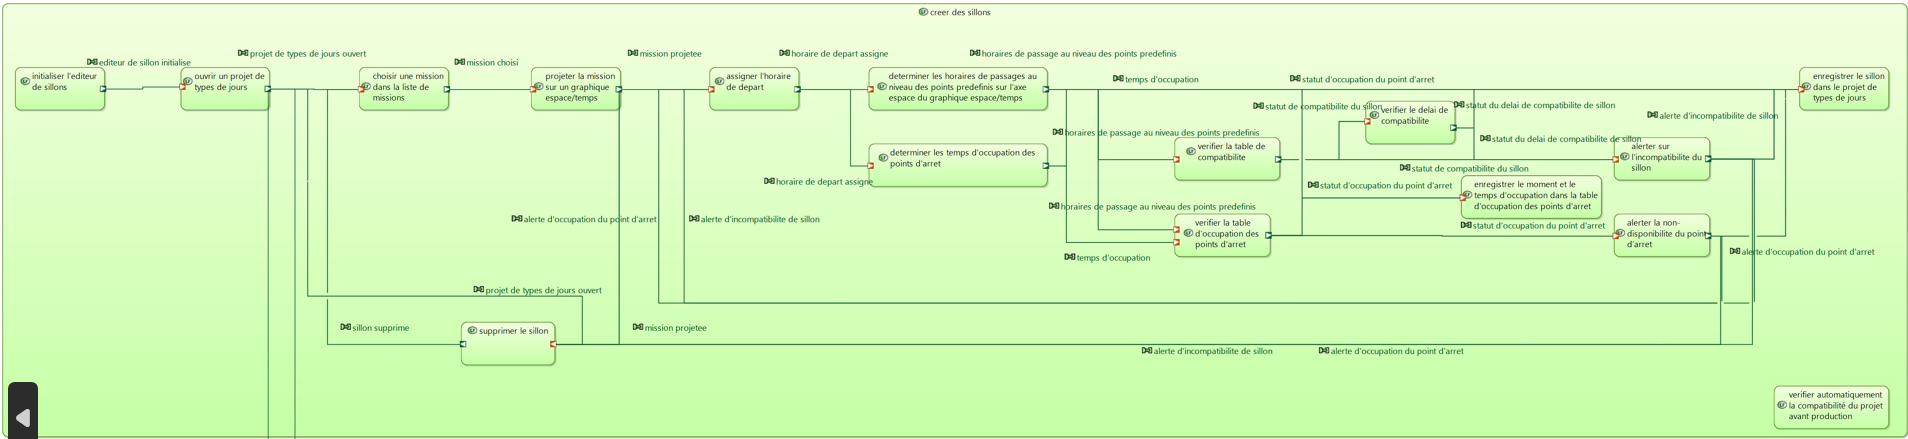 creer des sillons
projet de types de jours ouvert
mission projetee
horaire de depart assigne
horaires de passage au niveau des points predefinis
editeur de sillon initialise
mission choisi
initialiser l'editeur
de sillons
ouvrir un projet de
types de jours
choisir une mission
dans la liste de
missions
projeter la mission
sur un graphique
espace/temps
assigner l'horaire
de depart
determiner les horaires de passages au
niveau des points predefinis sur l'axe
espace du graphique espace/temps
temps d'occupation
statut d'occupation du point d'arret
enregistrer le sillon
dans le projet de
types de jours
statut de compatibilite du sillon
verifier le delai de
compatibilite
statut du delai de compatibilite de sillon
alerte d'incompatibilite de sillon
horaires de passage au niveau des points predefinis
statut du delai de compatibilite de sillon
determiner les temps d'occupation des
points d'arret
verifier la table de
compatibilite
alerter sur
l'incompatibilite du
sillon
statut de compatibilite du sillon
horaire de depart assigne
statut d'occupation du point d'arret
enregistrer le moment et le
temps d'occupation dans la table
d'occupation des points d'arret
horaires de passage au niveau des points predefinis
alerte d'occupation du point d'arret
alerte d'incompatibilite de sillon
verifier la table
d'occupation des
points d'arret
statut d'occupation du point d'arret
alerter la non-
disponibilite du point
d'arret
alerte d'occupation du point d'arret
temps d'occupation
projet de types de jours ouvert
sillon supprime
supprimer le sillon
mission projetee
alerte d'incompatibilite de sillon
alerte d'occupation du point d'arret
verifier automatiquement
la compatibilité du projet
avant production